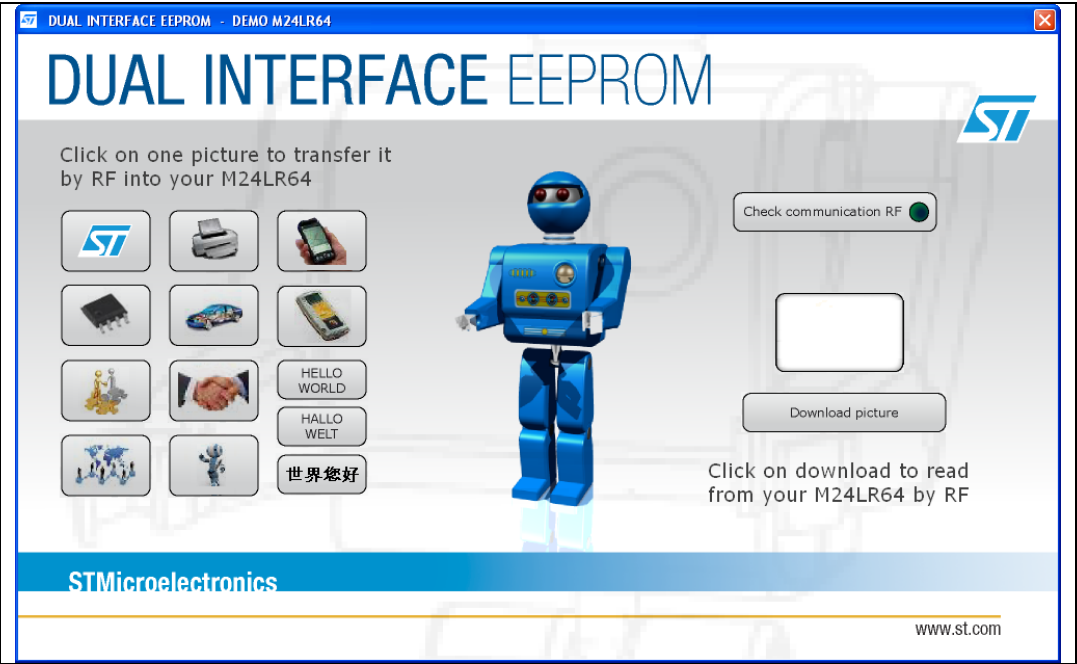 DUAL INTERFACE EEPROM - DEMO M24LR64
DUAL INTERFACE EEPROM
ST
Click on one picture to transfer it
by RF into your M24LR64
ST
HELLO
WORLD
HALLO
WELT
世界您好
Check communication RF
Download picture
Click on download to read
from your M24LR64 by RF
STMicroelectronics
www.st.com